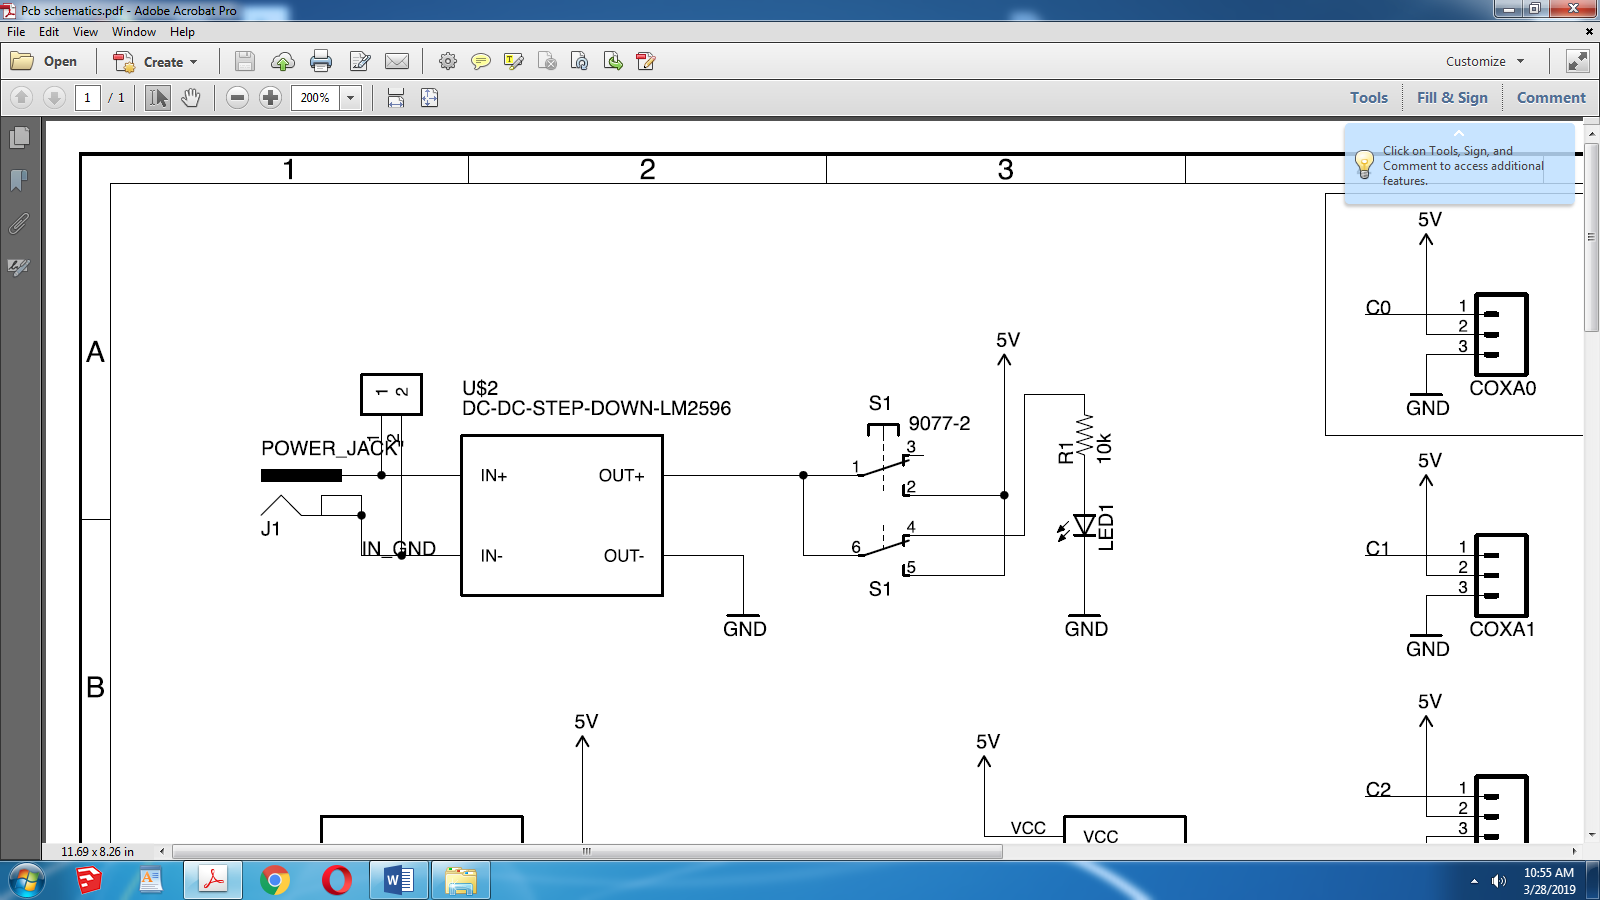 Pcb schematics.pdf - Adobe Acrobat Pro
File Edit View Window Help
Open Create Customize
1 / 1 200% Tools Fill & Sign Comment
Click on Tools, Sign, and
Comment to access additional
features.
1 2 3
A
B
POWER_JACK
J1
1 2
1 2
IN_GND
U$2
DC-DC-STEP-DOWN-LM2596
IN+ OUT+
IN- OUT-
GND
S1
9077-2
1 3
2
6 4
5
S1
5V
R1
10k
LED1
GND
5V
C0 1
2
3
GND COXA0
5V
C1 1
2
3
GND COXA1
5V
C2 1
2
3
5V
5V
VCC VCC
11.69 x 8.26 in
W
10:55 AM
3/28/2019